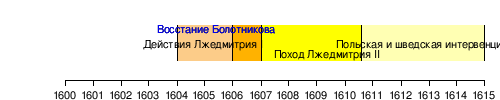 Восстание Болотникова
Действия Лжедмитрия
Польская и шведская интервенци
Поход Лжедмитрия II
1600 1601 1602 1603 1604 1605 1606 1607 1608 1609 1610 1611 1612 1613 1614 1615